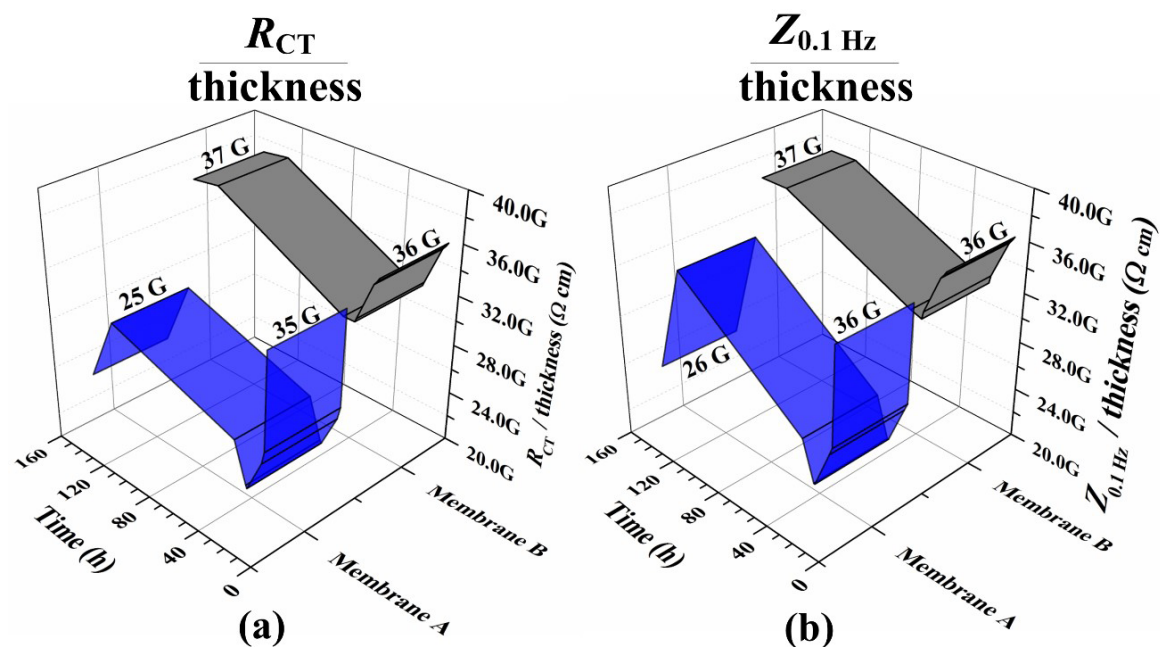 R_CT
thickness
37 G
36 G
25 G
35 G
40.0G
36.0G
32.0G
28.0G
24.0G
20.0G
R_CT / thickness (Ω cm)
160
120
80
40
0
Time (h)
Membrane A
Membrane B
(a)
Z_0.1 Hz
thickness
37 G
36 G
26 G
36 G
40.0G
36.0G
32.0G
28.0G
24.0G
20.0G
Z_0.1 Hz / thickness (Ω cm)
160
120
80
40
0
Time (h)
Membrane A
Membrane B
(b)